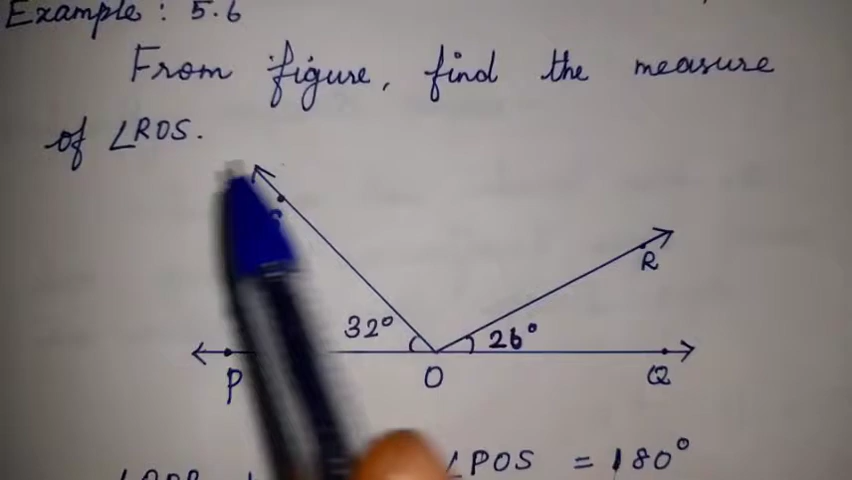 Example: 5.6
From figure, find the measure
of ∠ROS.
R
32°
26°
P
O
Q
∠POS = 180°